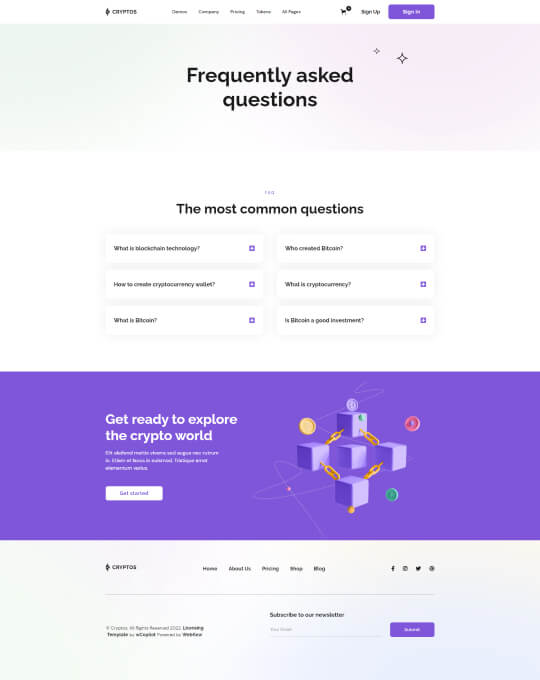 CRYPTOS
Demos Company Pricing Tokens All Pages
Sign Up
Sign In
Frequently asked
questions
FAQ
The most common questions
What is blockchain technology?
Who created Bitcoin?
How to create cryptocurrency wallet?
What is cryptocurrency?
What is Bitcoin?
Is Bitcoin a good investment?
Get ready to explore
the crypto world
Elit eleifend mattis viverra sed augue nec rutrum
in. Etiam et lacus in euismod. Tristique amet
elementum varius.
Get started
CRYPTOS
Home About Us Pricing Shop Blog
Subscribe to our newsletter
© Cryptos. All Rights Reserved 2022. Licensing
Template by wCopilot Powered by Webflow
Your Email
Submit